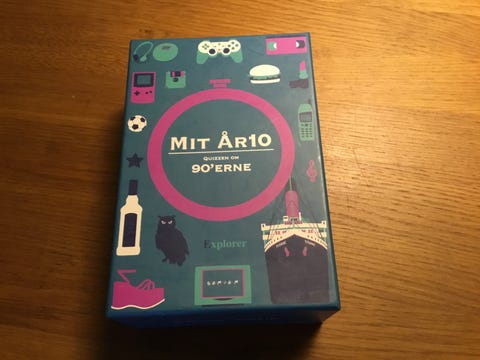 MIT ÅR10
QUIZZEN OM
90'ERNE
Explorer